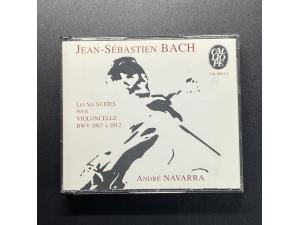 JEAN-SÉBASTIEN BACH
CALLIOPE
LES SIX SUITES
POUR
VIOLONCELLE
BWV 1007 à 1012
ANDRÉ NAVARRA